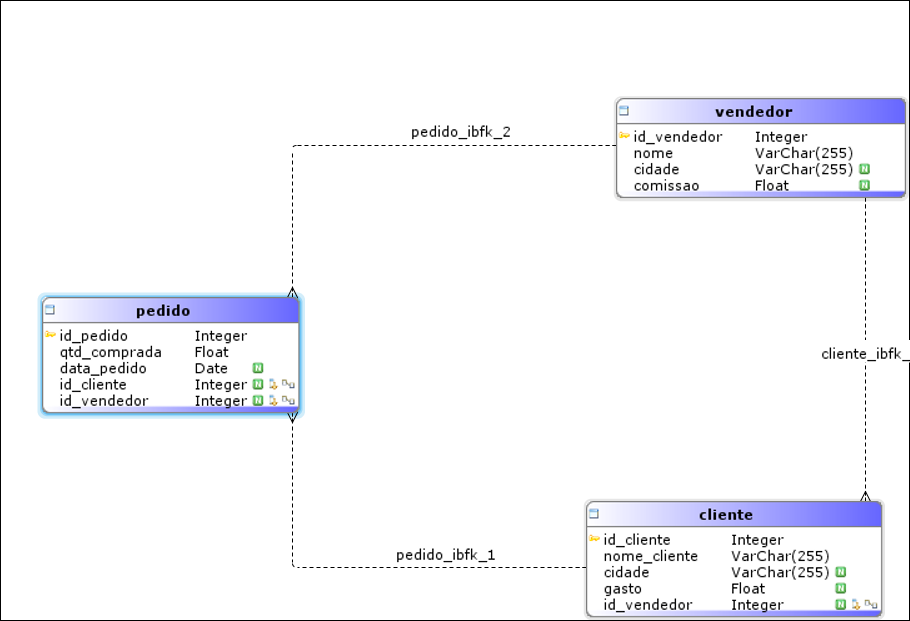 pedido_ibfk_2
vendedor
id_vendedor Integer
nome VarChar(255)
cidade VarChar(255) N
comissao Float N
pedido
id_pedido Integer
qtd_comprada Float
data_pedido Date N
id_cliente Integer N
id_vendedor Integer N
cliente_ibfk_
pedido_ibfk_1
cliente
id_cliente Integer
nome_cliente VarChar(255)
cidade VarChar(255) N
gasto Float N
id_vendedor Integer N